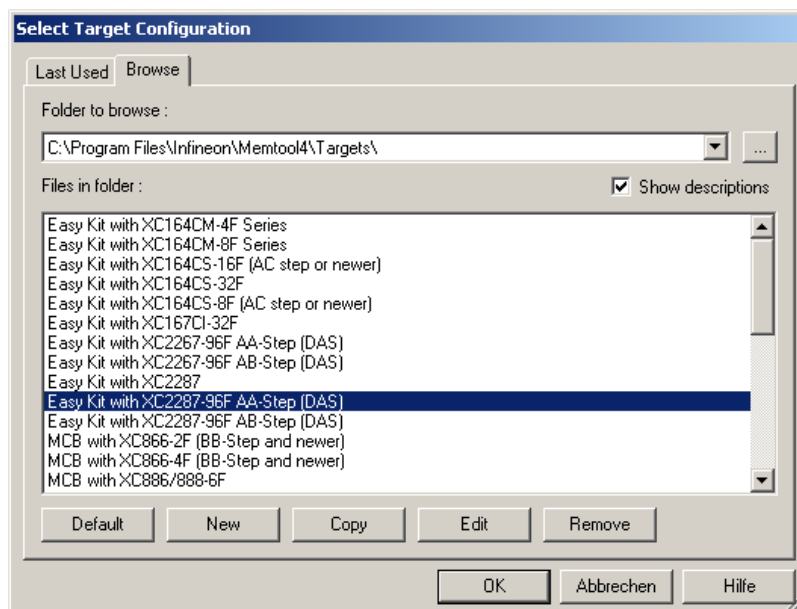 Select Target Configuration
Last Used Browse
Folder to browse :
C:\Program Files\Infineon\Memtool4\Targets\
...
Files in folder :
Show descriptions
Easy Kit with XC164CM-4F Series
Easy Kit with XC164CM-8F Series
Easy Kit with XC164CS-16F (AC step or newer)
Easy Kit with XC164CS-32F
Easy Kit with XC164CS-8F (AC step or newer)
Easy Kit with XC167CI-32F
Easy Kit with XC2267-96F AA-Step (DAS)
Easy Kit with XC2267-96F AB-Step (DAS)
Easy Kit with XC2287
Easy Kit with XC2287-96F AA-Step (DAS)
Easy Kit with XC2287-96F AB-Step (DAS)
MCB with XC866-2F (BB-Step and newer)
MCB with XC866-4F (BB-Step and newer)
MCB with XC886/888-6F
Default New Copy Edit Remove
OK Abbrechen Hilfe